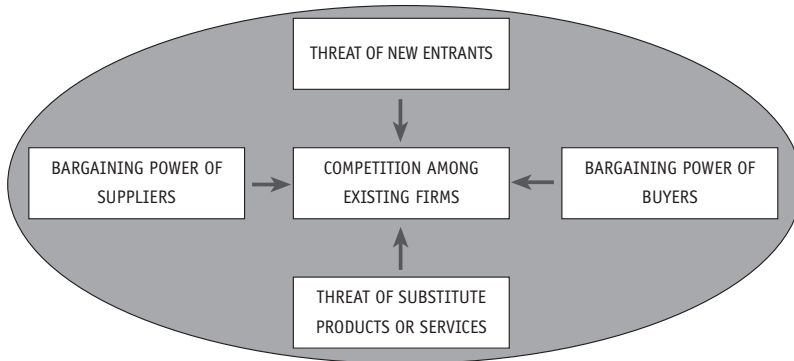 THREAT OF NEW ENTRANTS
BARGAINING POWER OF
SUPPLIERS
COMPETITION AMONG
EXISTING FIRMS
BARGAINING POWER OF
BUYERS
THREAT OF SUBSTITUTE
PRODUCTS OR SERVICES